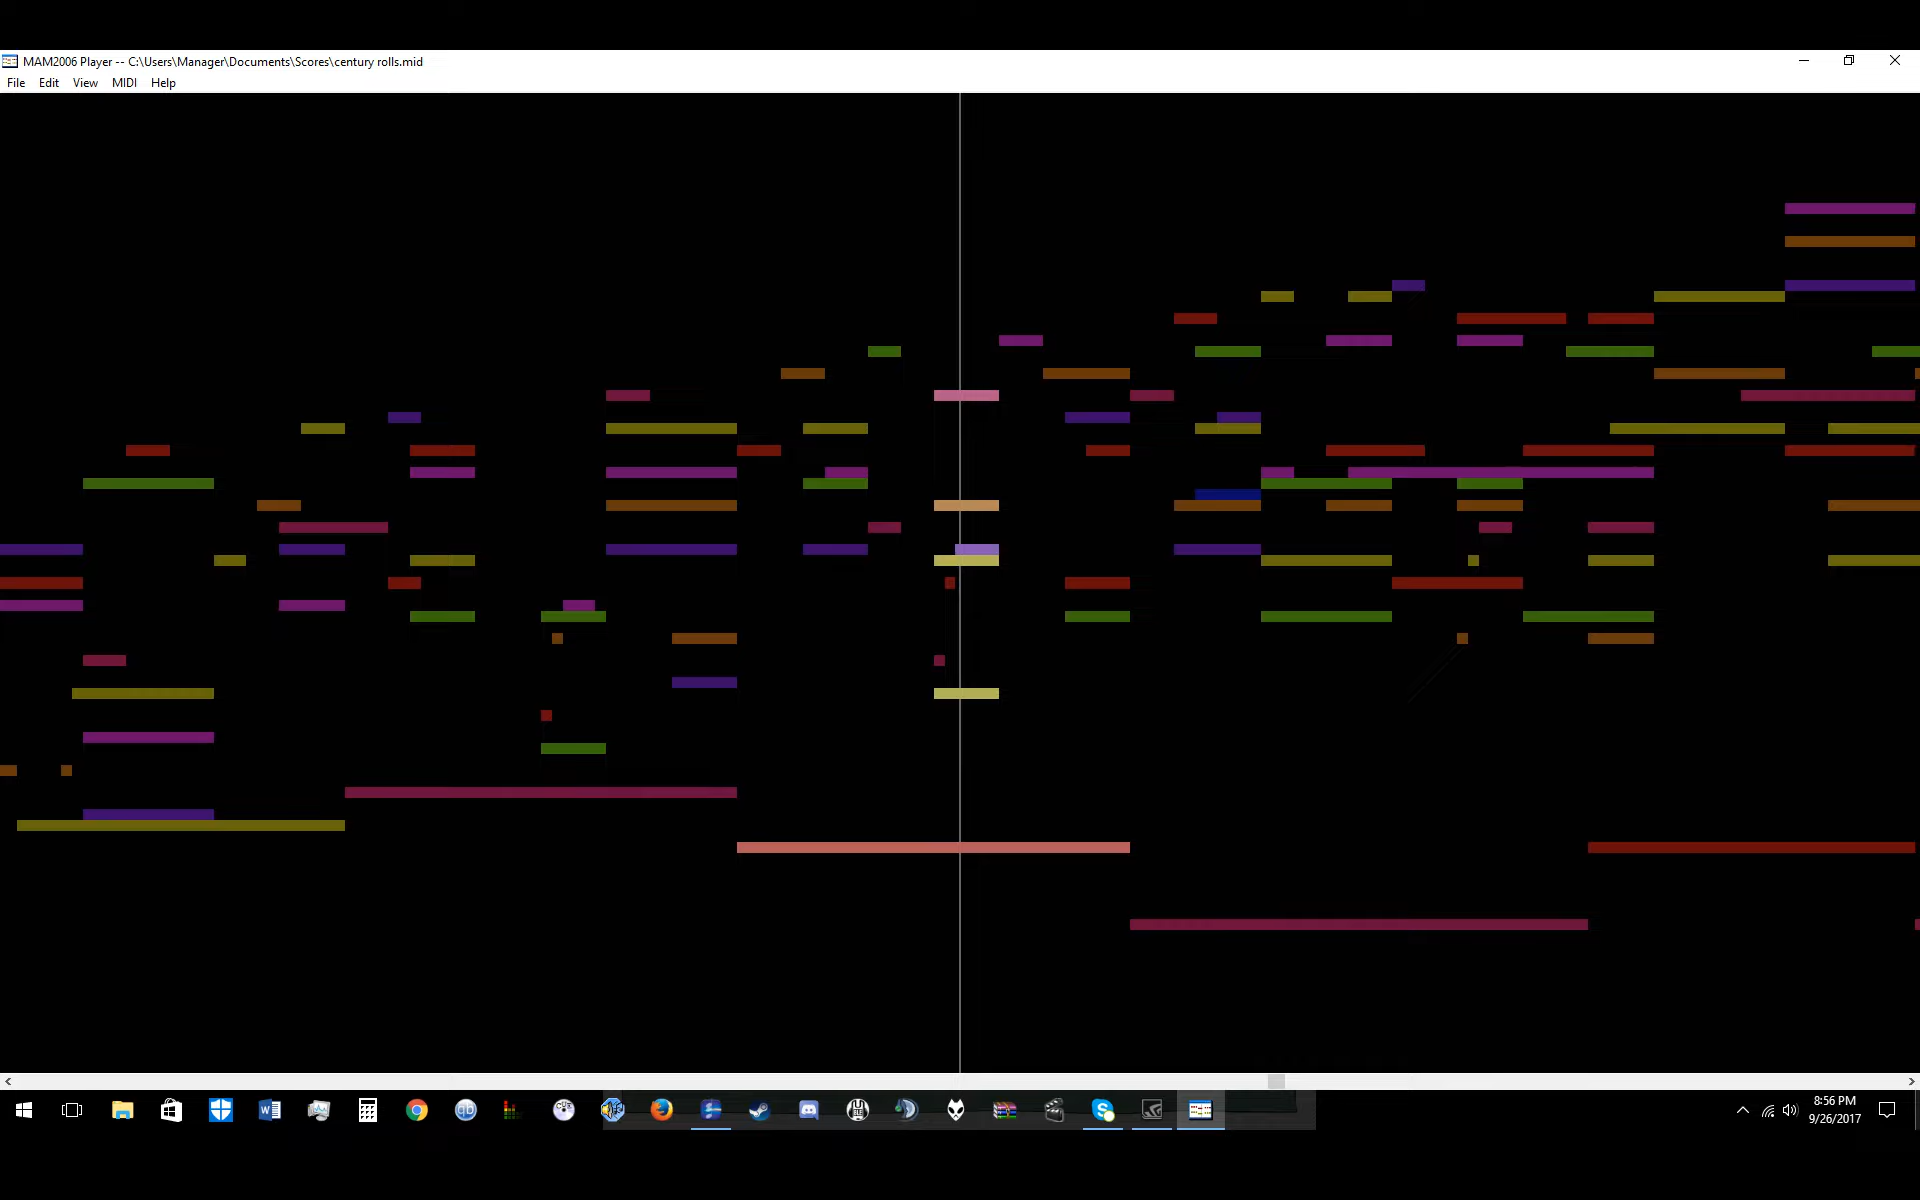 MAM2006 Player -- C:\Users\Manager\Documents\Scores\century rolls.mid
File Edit View MIDI Help
8:56 PM
9/26/2017